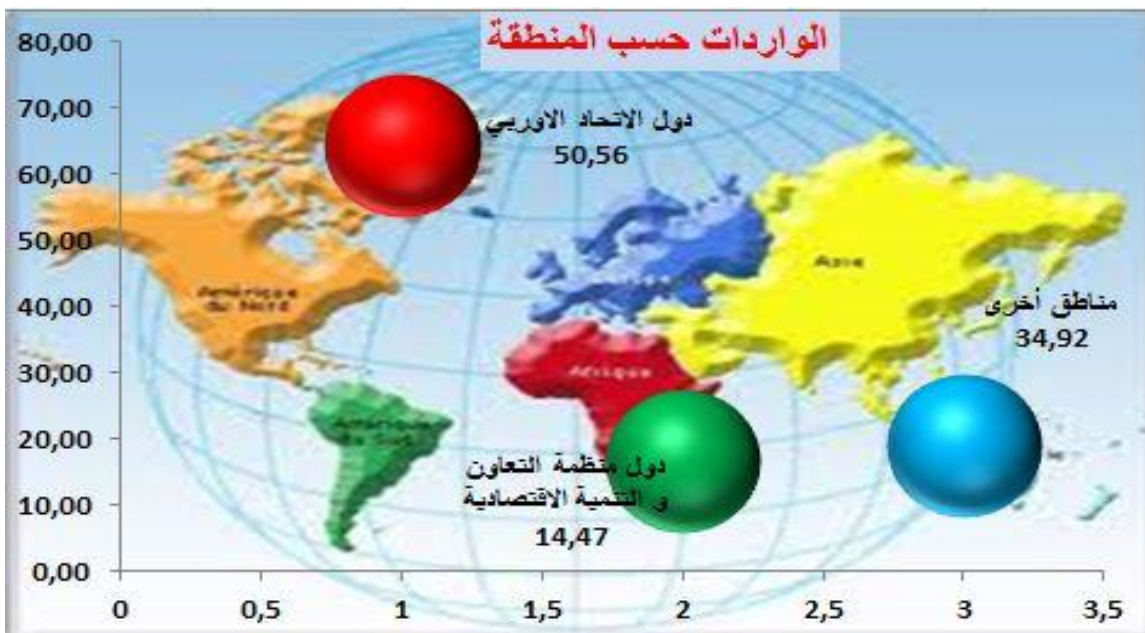 الواردات حسب المنطقة
80,00
70,00
60,00
50,00
40,00
30,00
20,00
10,00
0,00
دول الاتحاد الاوربي
50,56
Asie
Amérique
du Nord
مناطق أخرى
34,92
Afrique
Amérique
du Sud
دول منظمة التعاون
و التنمية الاقتصادية
14,47
0 0,5 1 1,5 2 2,5 3 3,5